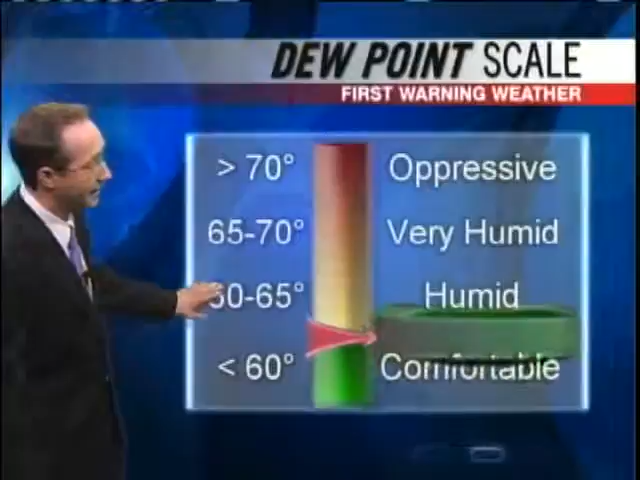 DEW POINT SCALE
FIRST WARNING WEATHER
> 70° Oppressive
65-70° Very Humid
60-65° Humid
< 60° Comfortable